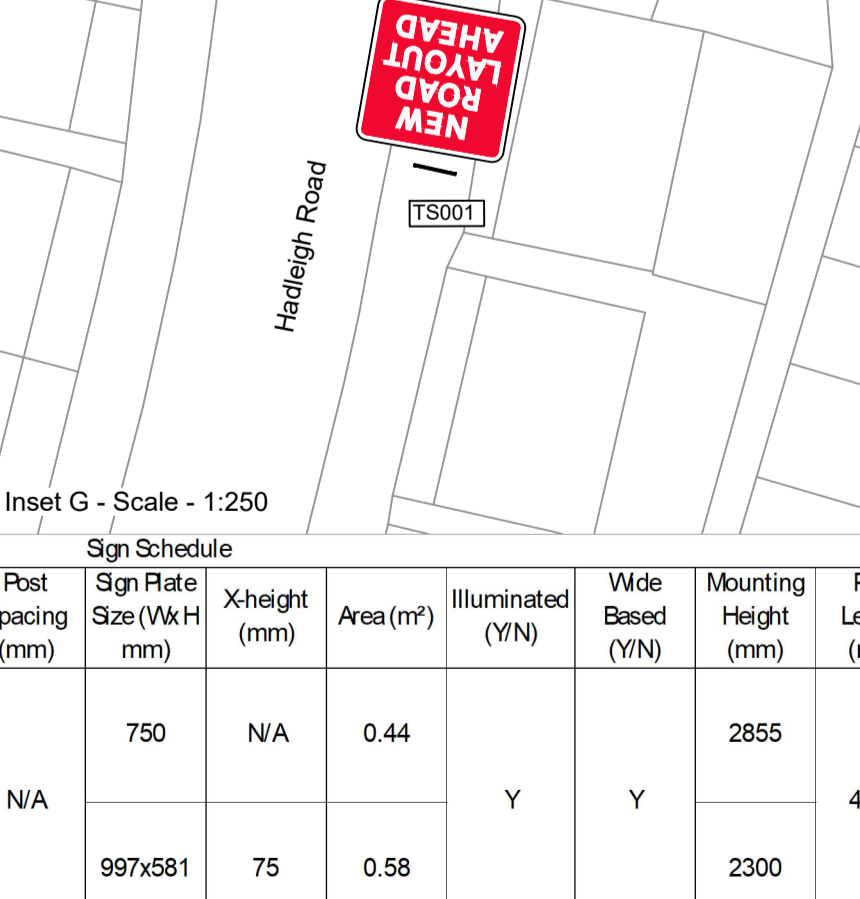 NEW
ROAD
LAYOUT
AHEAD
TS001
Hadleigh Road
Inset G - Scale - 1:250
Sign Schedule
Post
(mm)
Sign Plate
Size (W x H
mm)
X-height
(mm)
Area (m²)
Illuminated
(Y/N)
Wide
Based
(Y/N)
Mounting
Height
(mm)
N/A
750
N/A
0.44
Y
Y
2855
997x581
75
0.58
2300